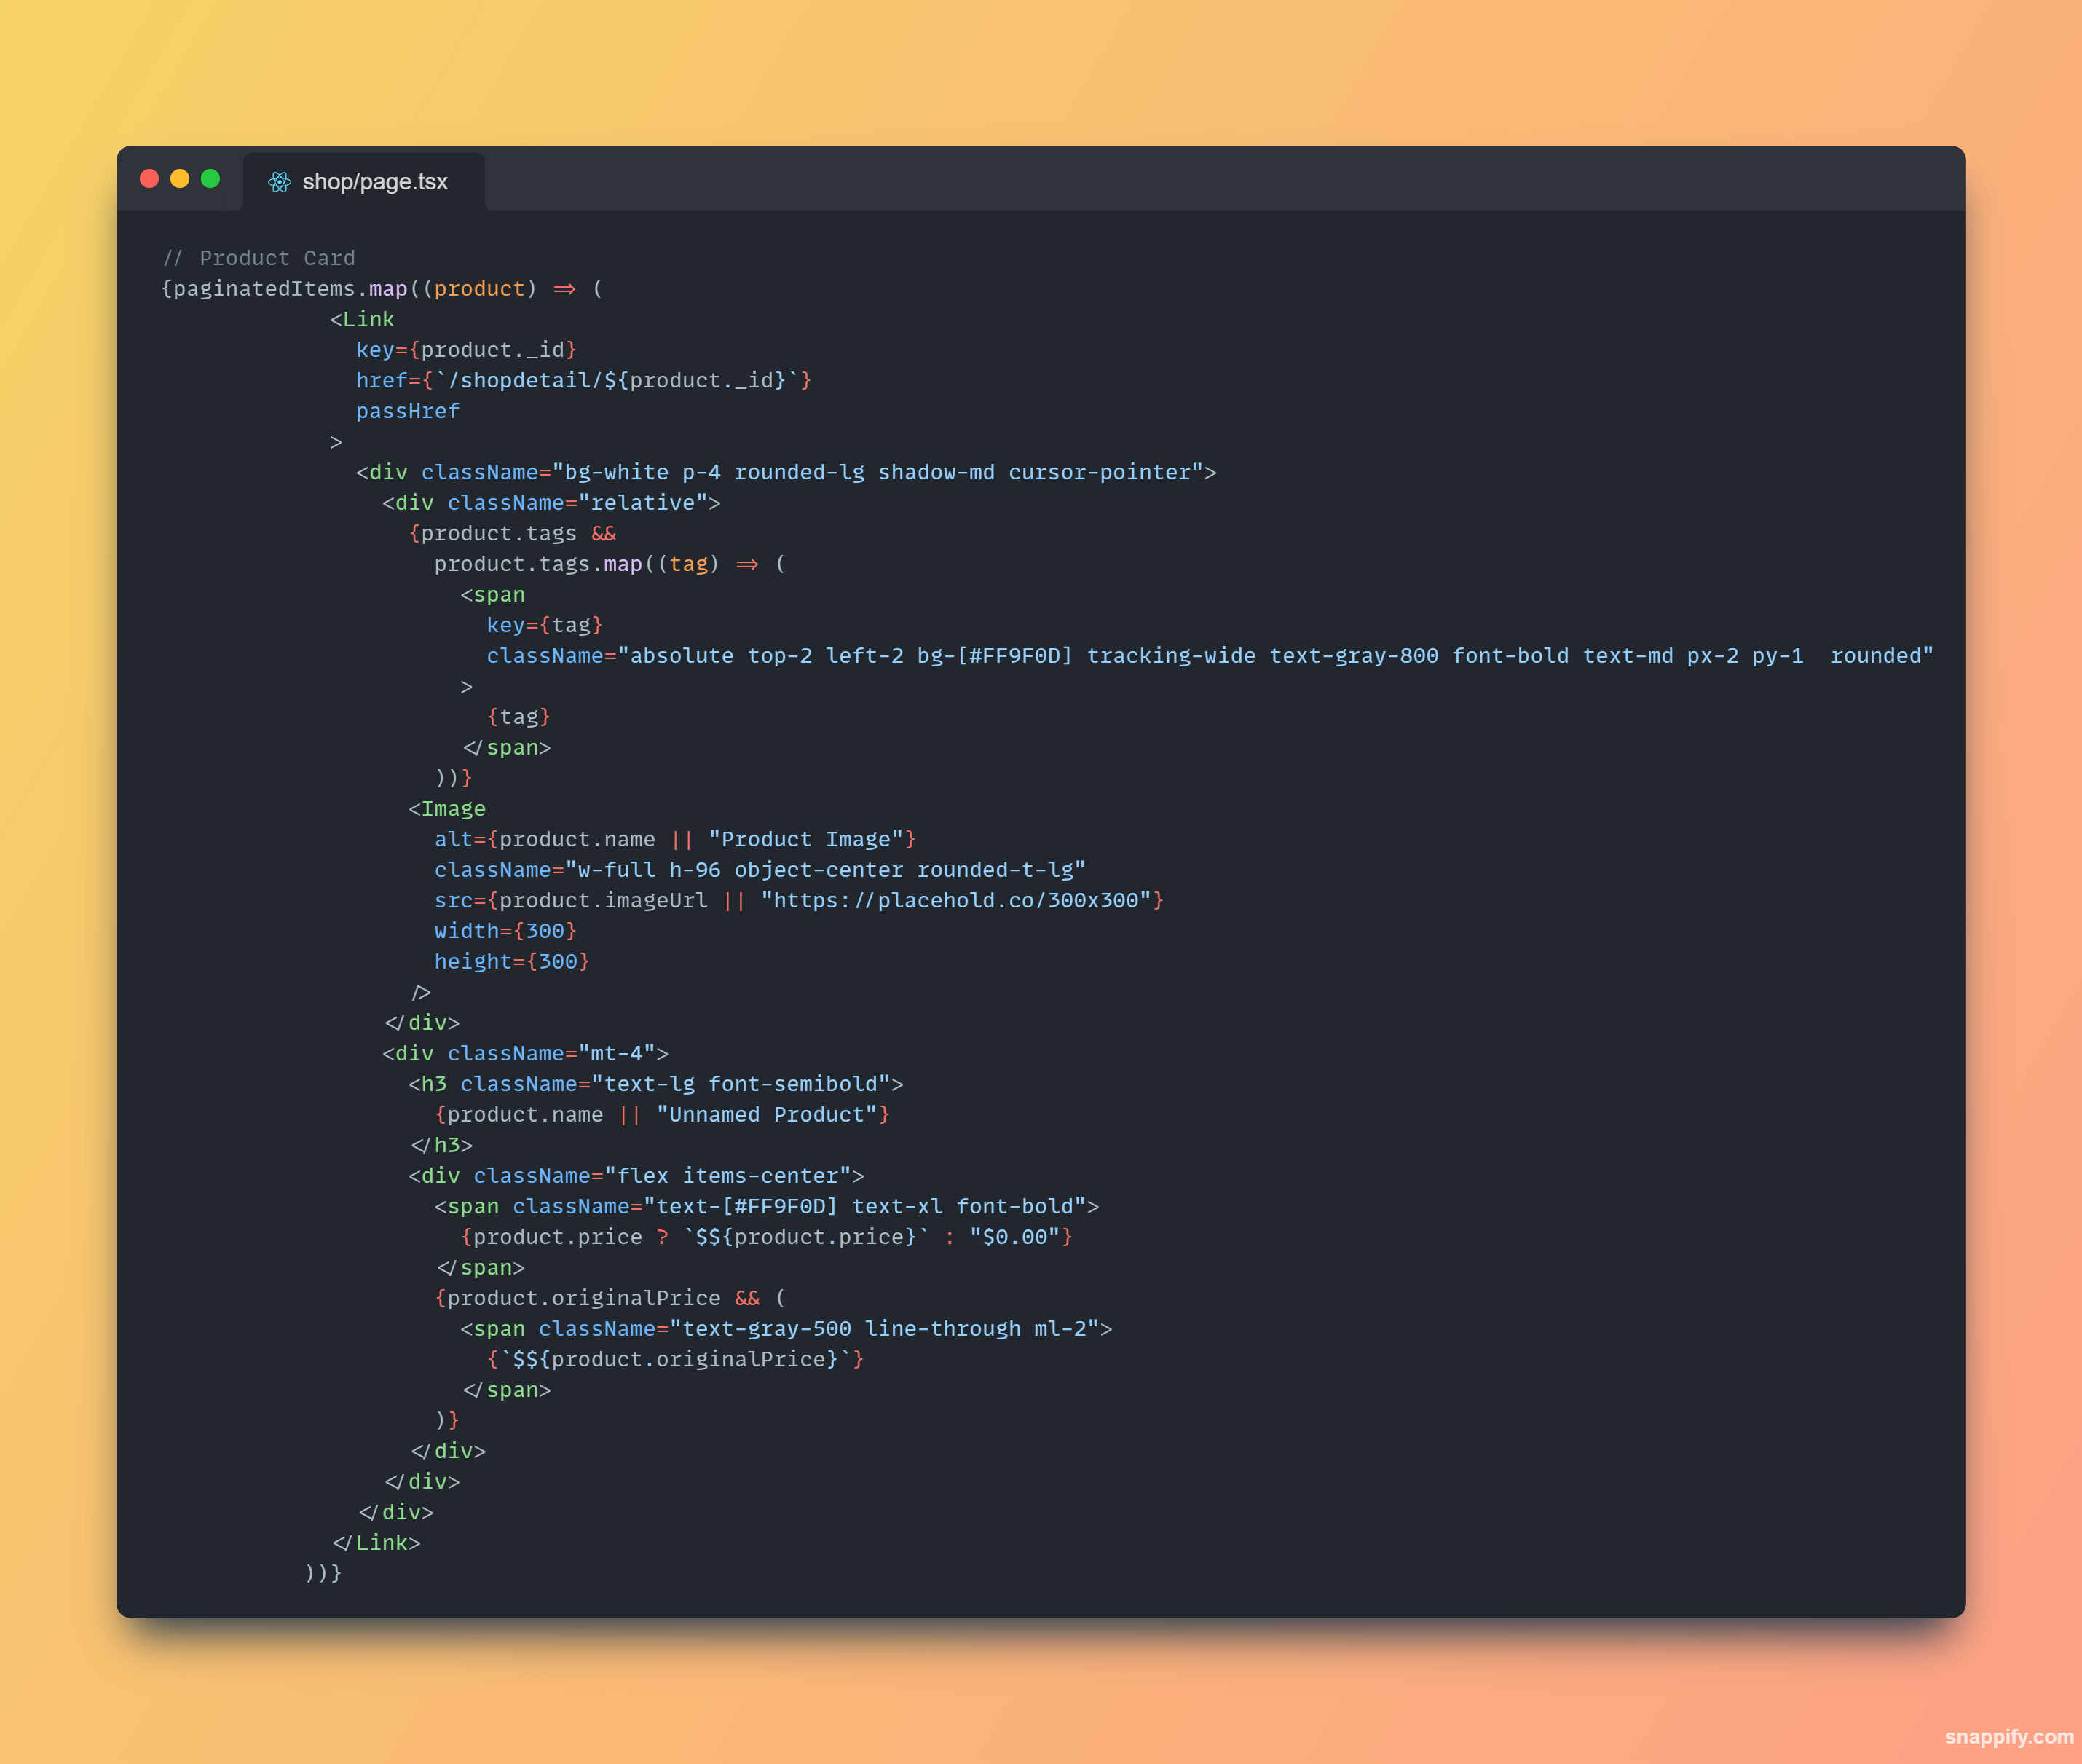 shop/page.tsx
// Product Card
{paginatedItems.map((product) => (
             <Link
               key={product._id}
               href={`/shopdetail/${product._id}`}
               passHref
             >
               <div className="bg-white p-4 rounded-lg shadow-md cursor-pointer">
                 <div className="relative">
                   {product.tags &&
                     product.tags.map((tag) => (
                       <span
                         key={tag}
                         className="absolute top-2 left-2 bg-[#FF9F0D] tracking-wide text-gray-800 font-bold text-md px-2 py-1  rounded"
                       >
                         {tag}
                       </span>
                     ))}
                   <Image
                     alt={product.name || "Product Image"}
                     className="w-full h-96 object-center rounded-t-lg"
                     src={product.imageUrl || "https://placehold.co/300x300"}
                     width={300}
                     height={300}
                   />
                 </div>
                 <div className="mt-4">
                   <h3 className="text-lg font-semibold">
                     {product.name || "Unnamed Product"}
                   </h3>
                   <div className="flex items-center">
                     <span className="text-[#FF9F0D] text-xl font-bold">
                       {product.price ? `$${product.price}` : "$0.00"}
                     </span>
                     {product.originalPrice && (
                       <span className="text-gray-500 line-through ml-2">
                         {`$${product.originalPrice}`}
                       </span>
                     )}
                   </div>
                 </div>
               </div>
             </Link>
           ))}
snappify.com